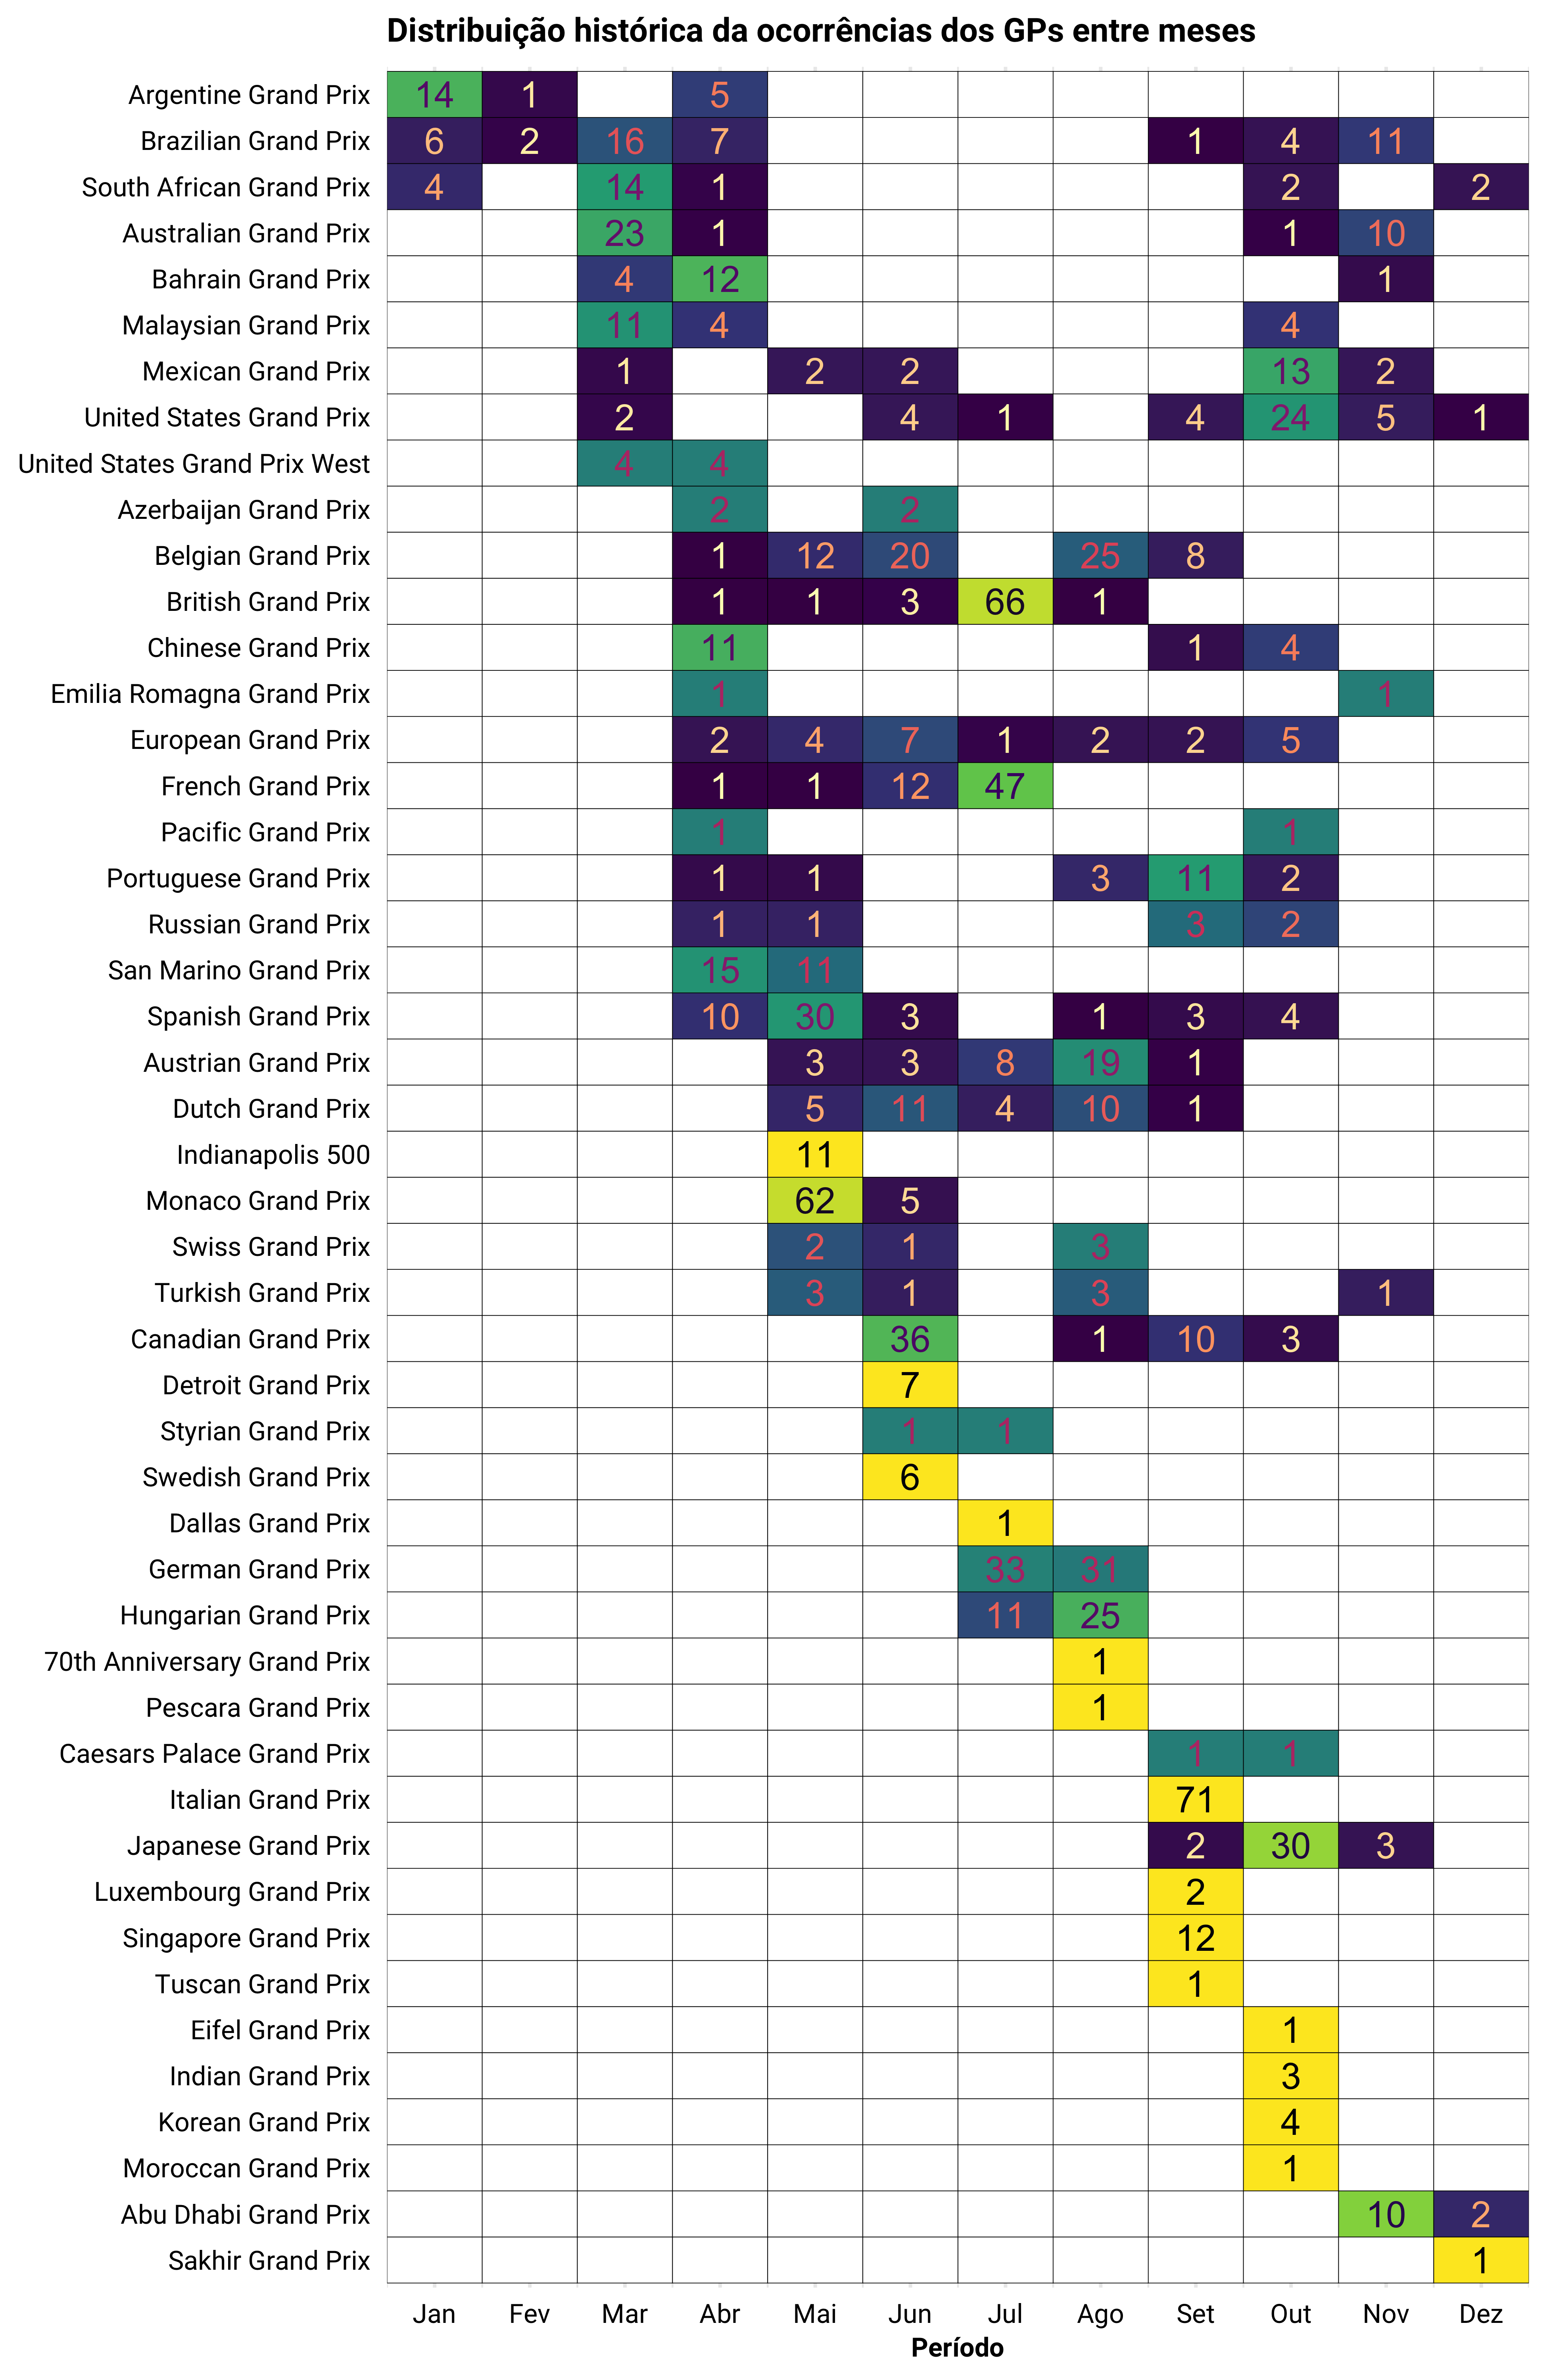 Distribuição histórica da ocorrências dos GPs entre meses
Argentine Grand Prix 14 1 5
Brazilian Grand Prix 6 2 16 7 1 4 11
South African Grand Prix 4 14 1 2 2
Australian Grand Prix 23 1 1 10
Bahrain Grand Prix 4 12 1
Malaysian Grand Prix 11 4 4
Mexican Grand Prix 1 2 2 13 2
United States Grand Prix 2 4 1 4 24 5 1
United States Grand Prix West 4 4
Azerbaijan Grand Prix 2 2
Belgian Grand Prix 1 12 20 25 8
British Grand Prix 1 1 3 66 1
Chinese Grand Prix 11 1 4
Emilia Romagna Grand Prix 1 1
European Grand Prix 2 4 7 1 2 2 5
French Grand Prix 1 1 12 47
Pacific Grand Prix 1 1
Portuguese Grand Prix 1 1 3 11 2
Russian Grand Prix 1 1 3 2
San Marino Grand Prix 15 11
Spanish Grand Prix 10 30 3 1 3 4
Austrian Grand Prix 3 3 8 19 1
Dutch Grand Prix 5 11 4 10 1
Indianapolis 500 11
Monaco Grand Prix 62 5
Swiss Grand Prix 2 1 3
Turkish Grand Prix 3 1 3 1
Canadian Grand Prix 36 1 10 3
Detroit Grand Prix 7
Styrian Grand Prix 1 1
Swedish Grand Prix 6
Dallas Grand Prix 1
German Grand Prix 33 31
Hungarian Grand Prix 11 25
70th Anniversary Grand Prix 1
Pescara Grand Prix 1
Caesars Palace Grand Prix 1 1
Italian Grand Prix 71
Japanese Grand Prix 2 30 3
Luxembourg Grand Prix 2
Singapore Grand Prix 12
Tuscan Grand Prix 1
Eifel Grand Prix 1
Indian Grand Prix 3
Korean Grand Prix 4
Moroccan Grand Prix 1
Abu Dhabi Grand Prix 10 2
Sakhir Grand Prix 1
Jan Fev Mar Abr Mai Jun Jul Ago Set Out Nov Dez
Período